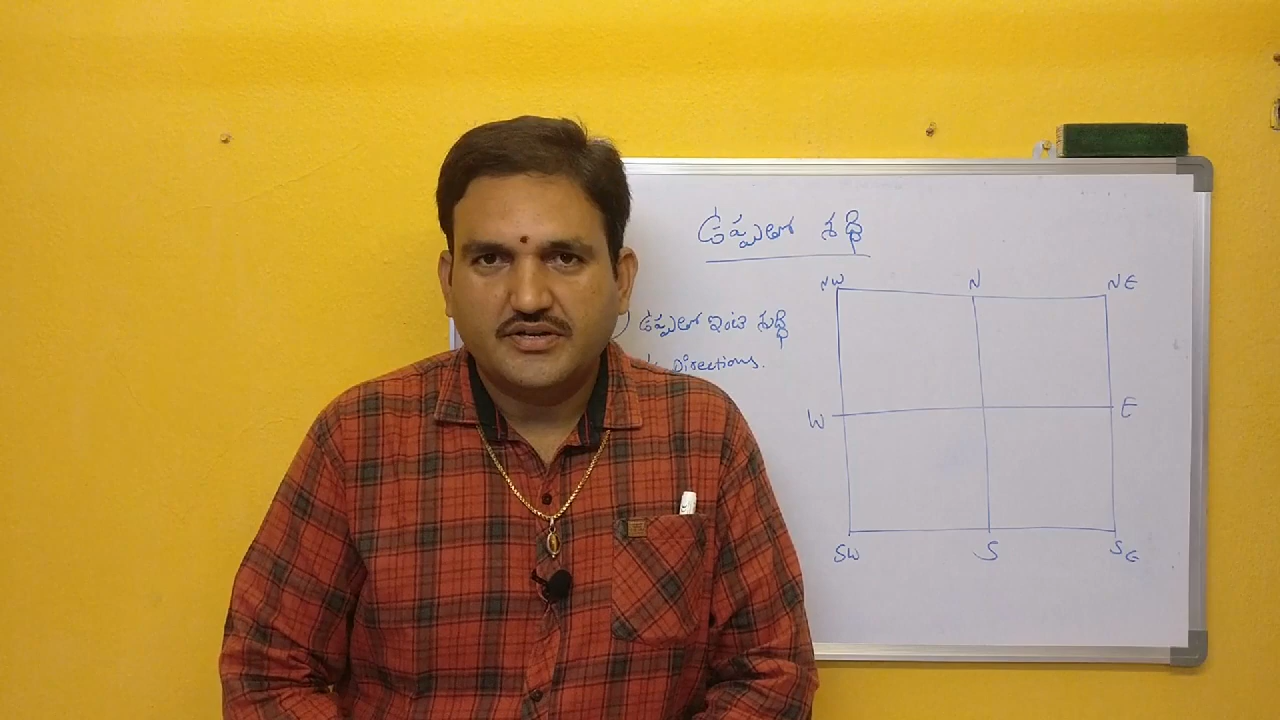 ఉప్పుతో శుద్ధి
ఉప్పుతో ఇంటి శుద్ధి
Directions.
NW N NE
W E
SW S SE